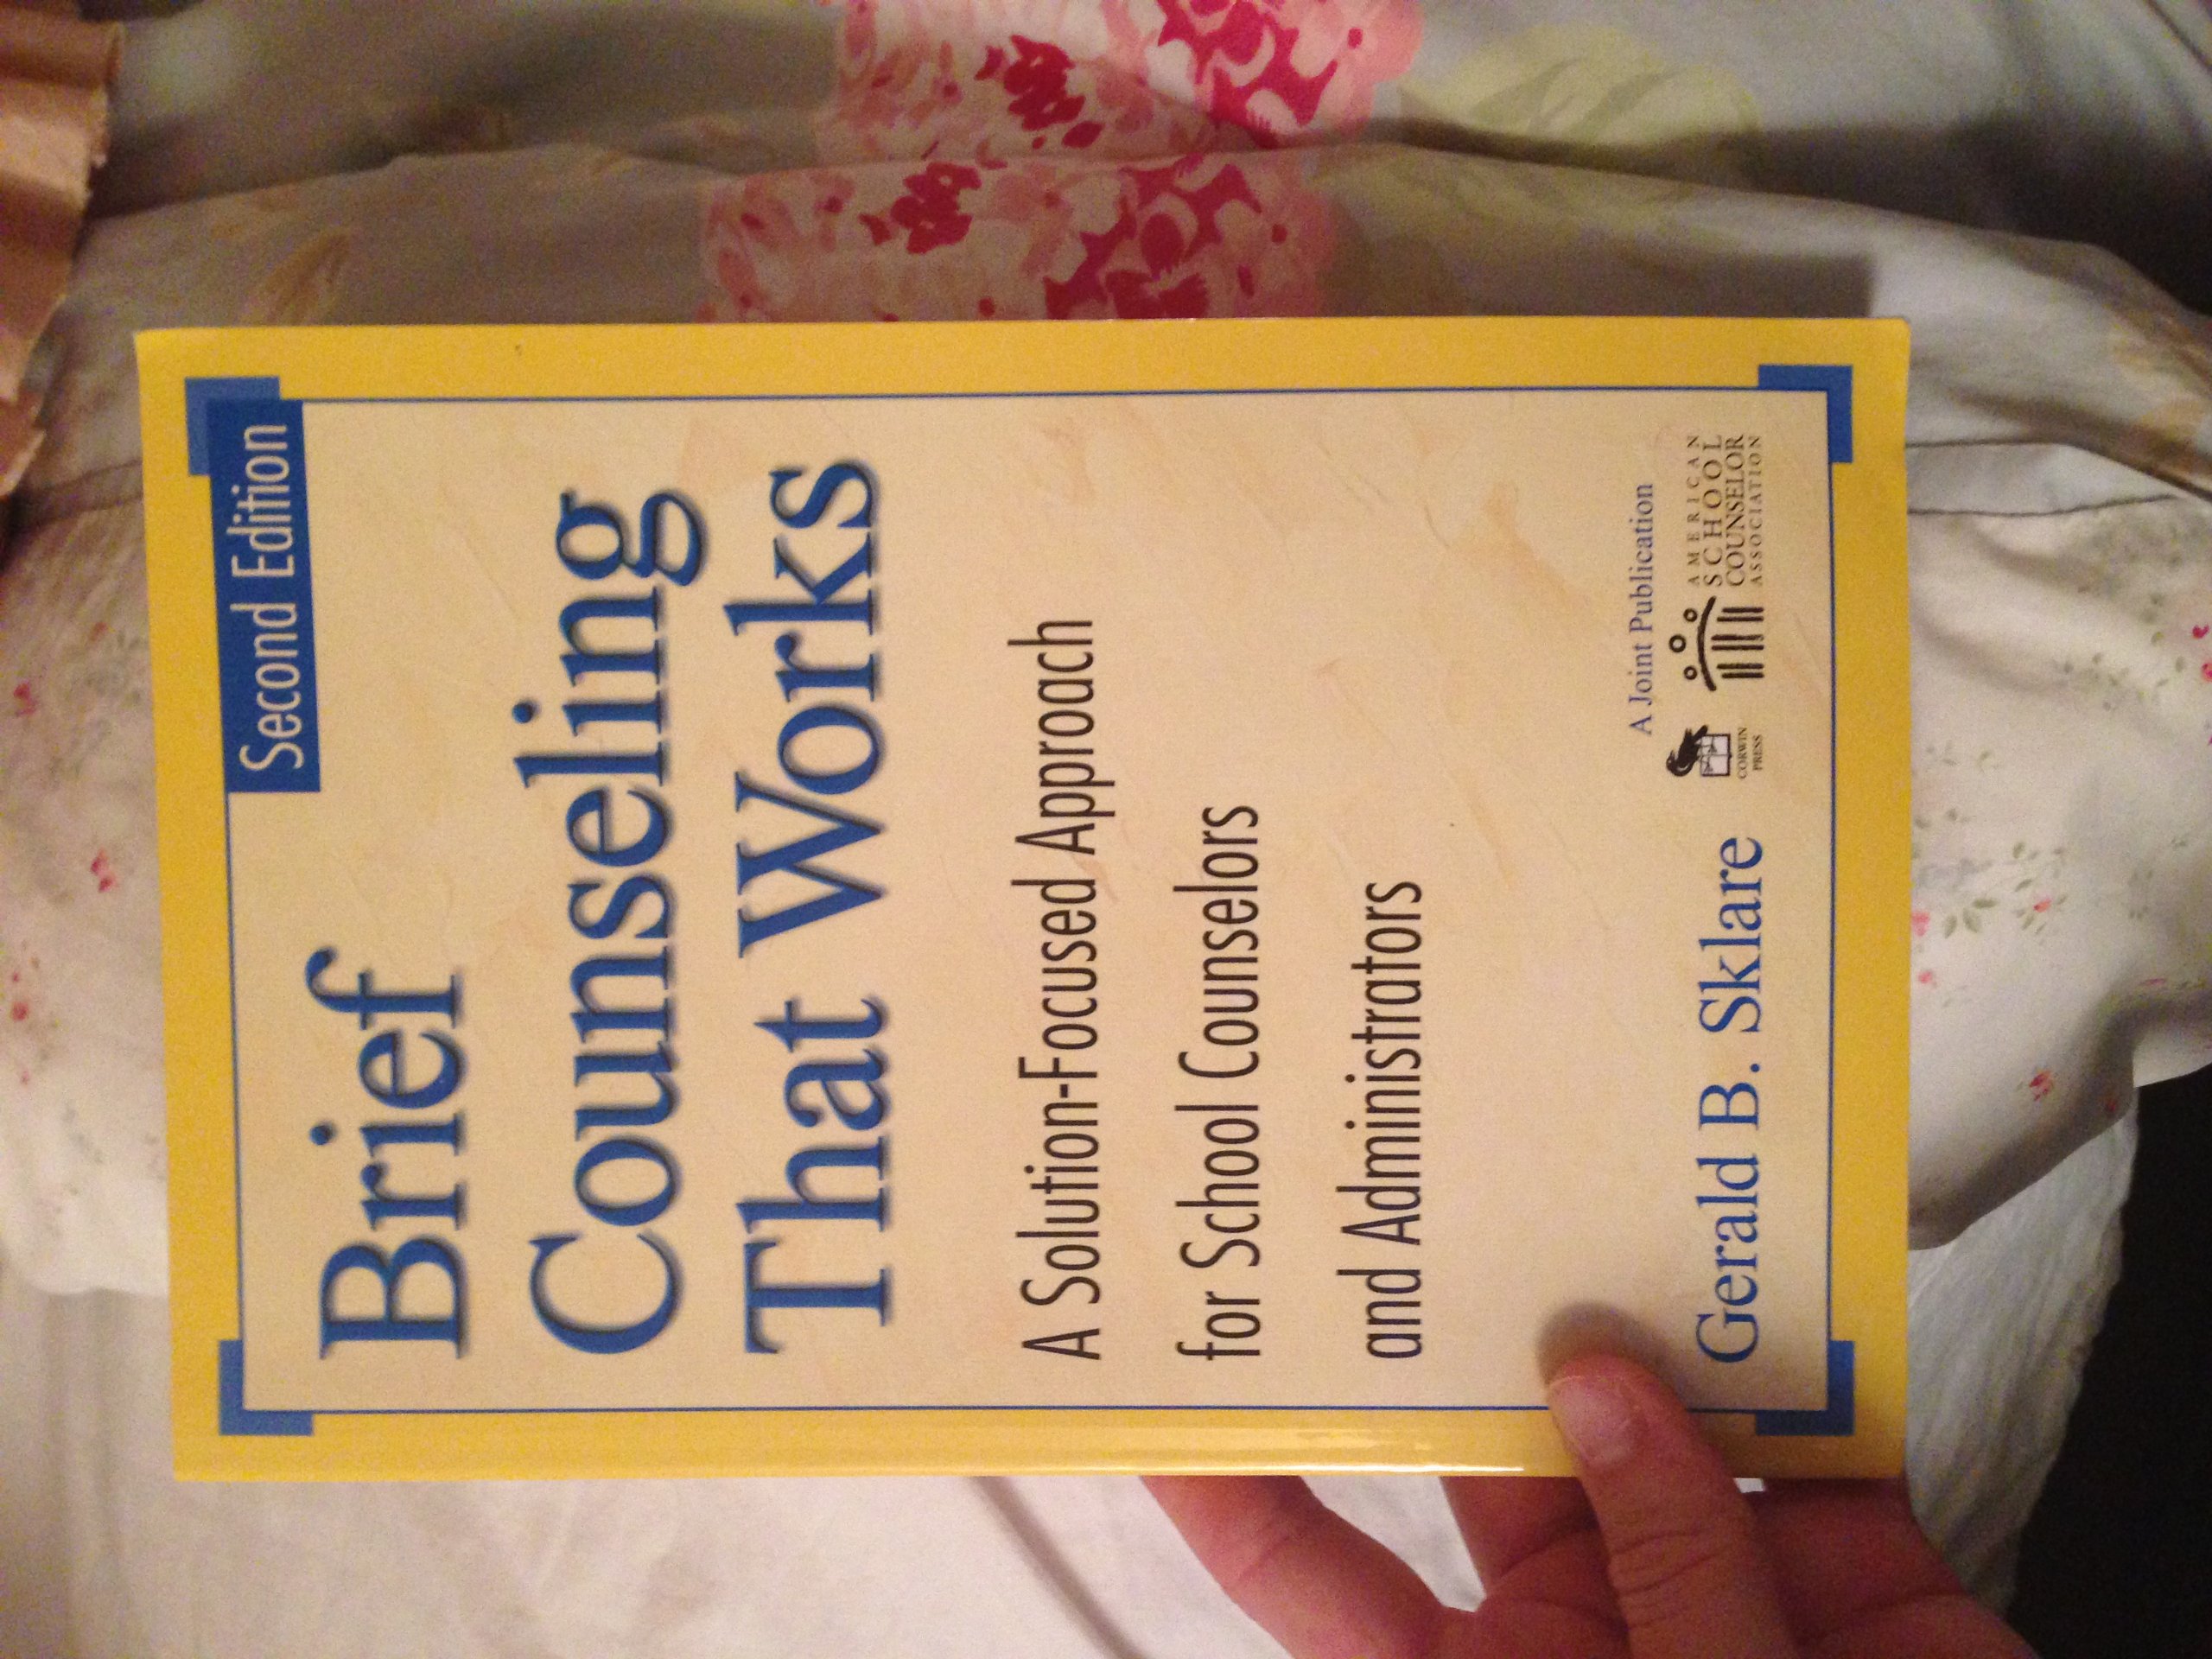 Second Edition
Brief
Counseling
That Works
A Solution-Focused Approach
for School Counselors
and Administrators
A Joint Publication
CORWIN
PRESS
AMERICAN
SCHOOL
COUNSELOR
ASSOCIATION
Gerald B. Sklare